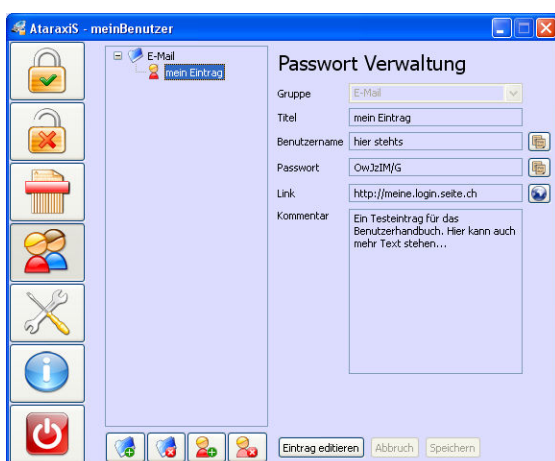 AtaraxiS - meinBenutzer
E-Mail
mein Eintrag
Passwort Verwaltung
Gruppe E-Mail
Titel mein Eintrag
Benutzername hier stehts
Passwort OwJzIM/G
Link http://meine.login.seite.ch
Kommentar Ein Testeintrag für das
Benutzerhandbuch. Hier kann auch
mehr Text stehen...
Eintrag editieren Abbruch Speichern